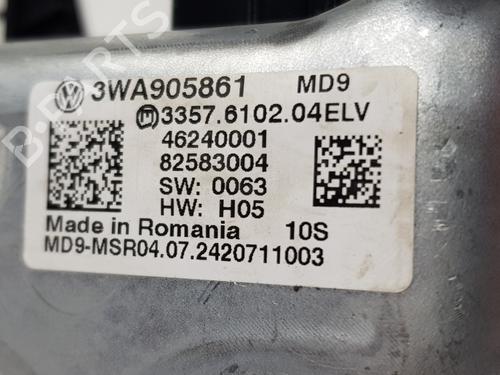 3WA905861 MD9
3357.6102.04ELV
46240001
82583004
SW: 0063
HW: H05
Made in Romania 10S
MD9-MSR04.07.2420711003
B-PARTS